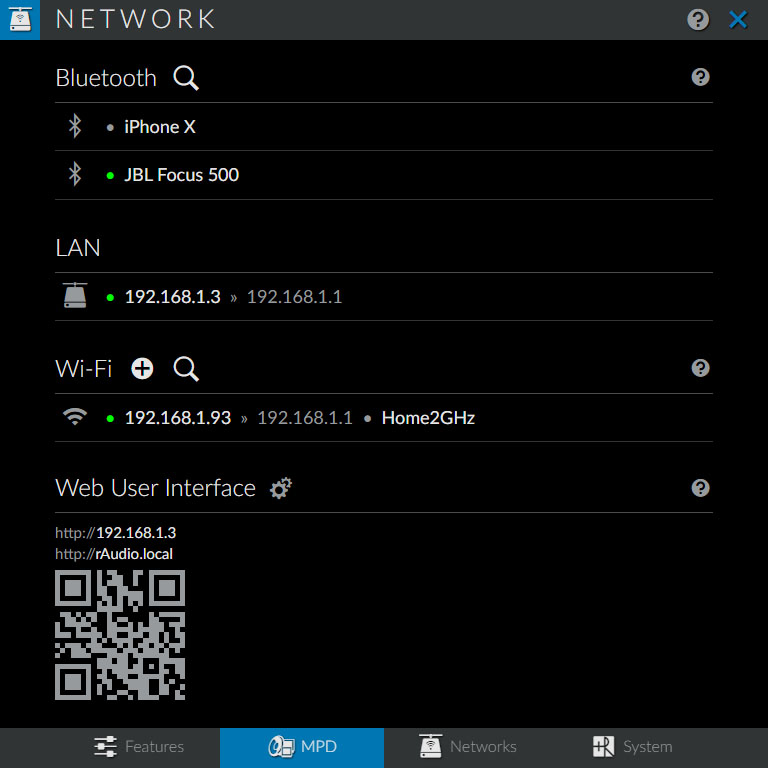 NETWORK
Bluetooth
• iPhone X
• JBL Focus 500
LAN
• 192.168.1.3 » 192.168.1.1
Wi-Fi
• 192.168.1.93 » 192.168.1.1 • Home2GHz
Web User Interface
http://192.168.1.3
http://rAudio.local
Features MPD Networks System